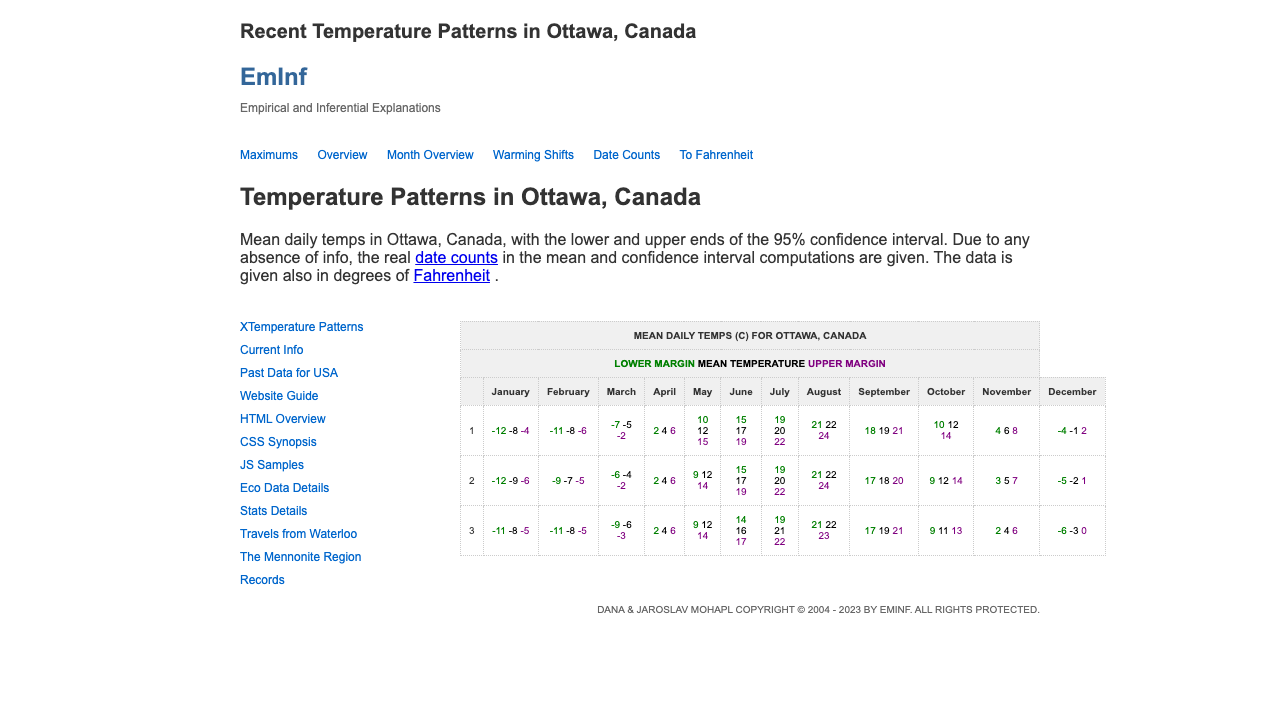 Recent Temperature Patterns in Ottawa, Canada
EmInf
Empirical and Inferential Explanations
Maximums Overview Month Overview Warming Shifts Date Counts To Fahrenheit
Temperature Patterns in Ottawa, Canada
Mean daily temps in Ottawa, Canada, with the lower and upper ends of the 95% confidence interval. Due to any
absence of info, the real date counts in the mean and confidence interval computations are given. The data is
given also in degrees of Fahrenheit .
XTemperature Patterns
Current Info
Past Data for USA
Website Guide
HTML Overview
CSS Synopsis
JS Samples
Eco Data Details
Stats Details
Travels from Waterloo
The Mennonite Region
Records
MEAN DAILY TEMPS (C) FOR OTTAWA, CANADA
LOWER MARGIN MEAN TEMPERATURE UPPER MARGIN
January February March April May June July August September October November December
1 -12 -8 -4 -11 -8 -6 -7 -5 -2 2 4 6 10 12 15 15 17 19 19 20 22 21 22 24 18 19 21 10 12 14 4 6 8 -4 -1 2
2 -12 -9 -6 -9 -7 -5 -6 -4 -2 2 4 6 9 12 14 15 17 19 19 20 22 21 22 24 17 18 20 9 12 14 3 5 7 -5 -2 1
3 -11 -8 -5 -11 -8 -5 -9 -6 -3 2 4 6 9 12 14 14 16 17 19 21 22 21 22 23 17 19 21 9 11 13 2 4 6 -6 -3 0
DANA & JAROSLAV MOHAPL COPYRIGHT © 2004 - 2023 BY EMINF. ALL RIGHTS PROTECTED.